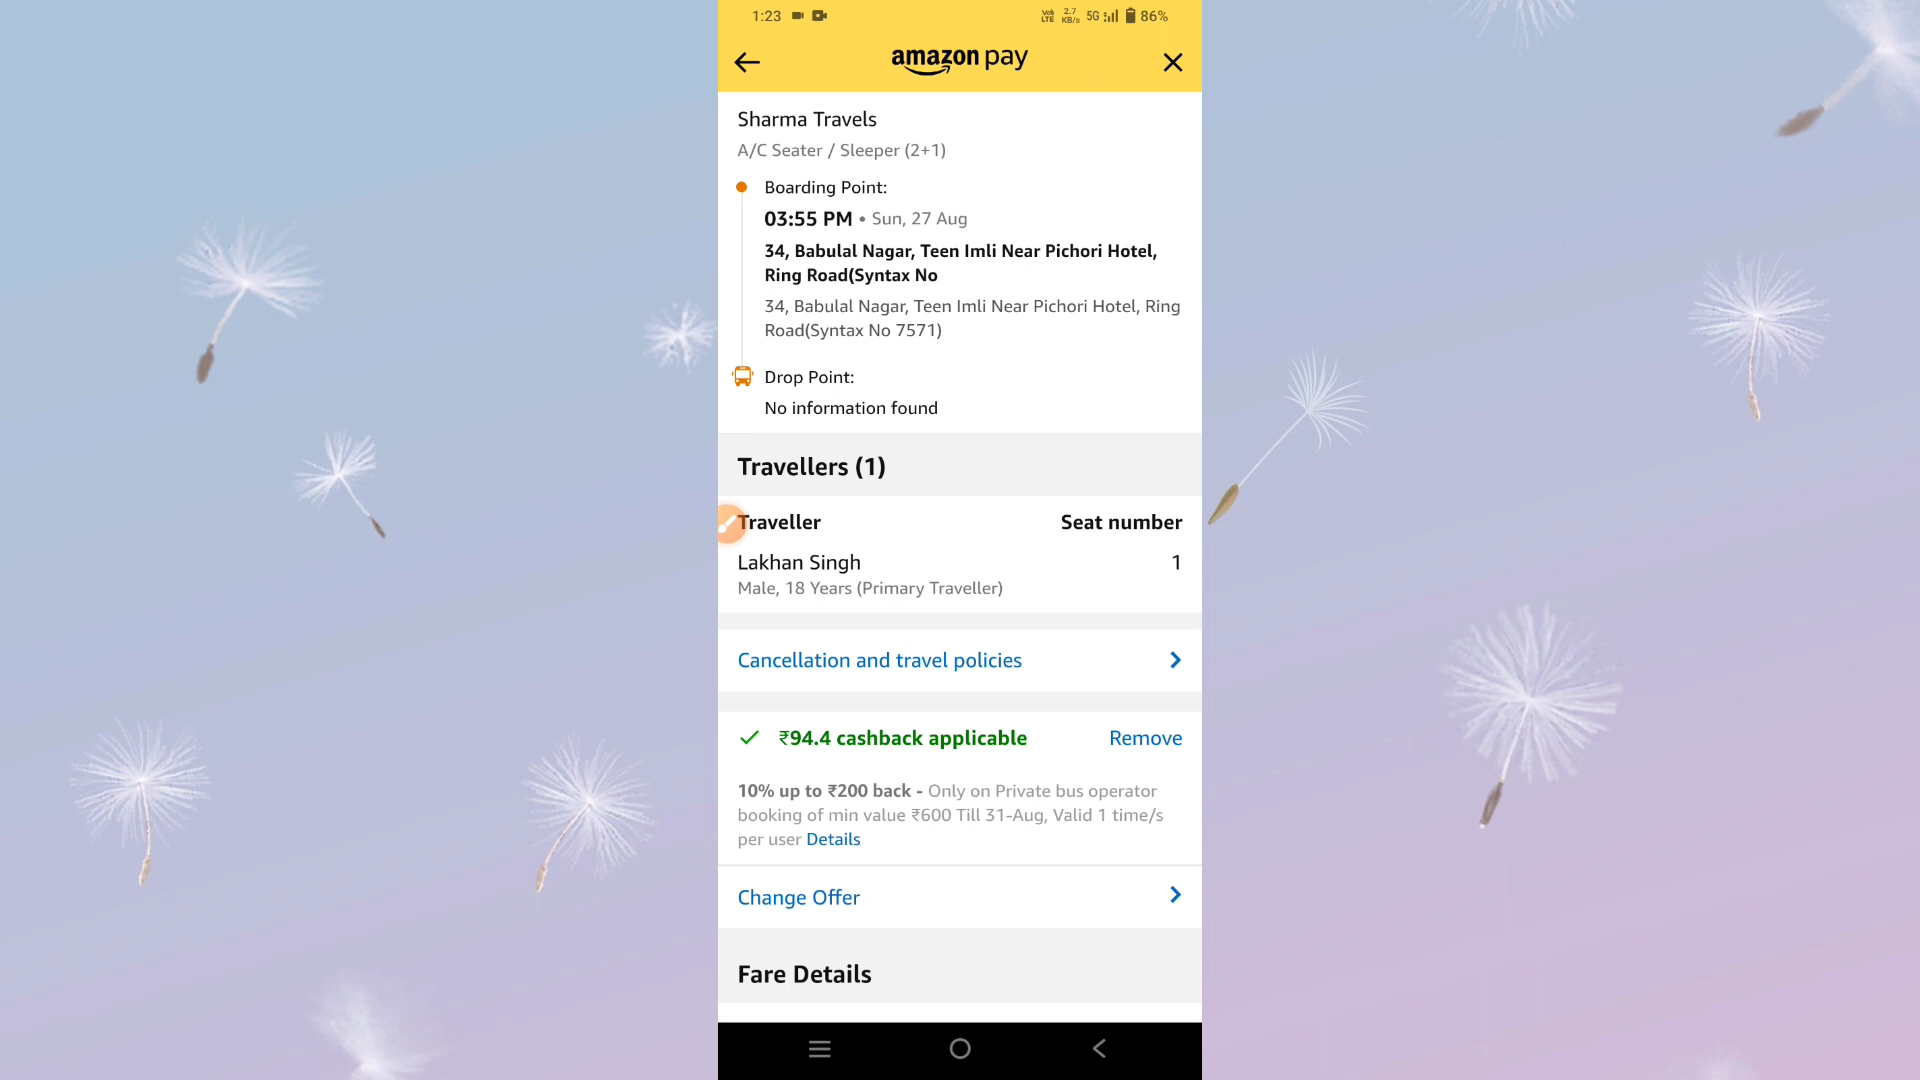 1:23 VoB LTE 2.7 KB/s 5G 86%
amazon pay
Sharma Travels
A/C Seater / Sleeper (2+1)
Boarding Point:
03:55 PM • Sun, 27 Aug
34, Babulal Nagar, Teen Imli Near Pichori Hotel,
Ring Road(Syntax No
34, Babulal Nagar, Teen Imli Near Pichori Hotel, Ring
Road(Syntax No 7571)
Drop Point:
No information found
Travellers (1)
Traveller Seat number
Lakhan Singh 1
Male, 18 Years (Primary Traveller)
Cancellation and travel policies
₹94.4 cashback applicable Remove
10% up to ₹200 back - Only on Private bus operator
booking of min value ₹600 Till 31-Aug, Valid 1 time/s
per user Details
Change Offer
Fare Details